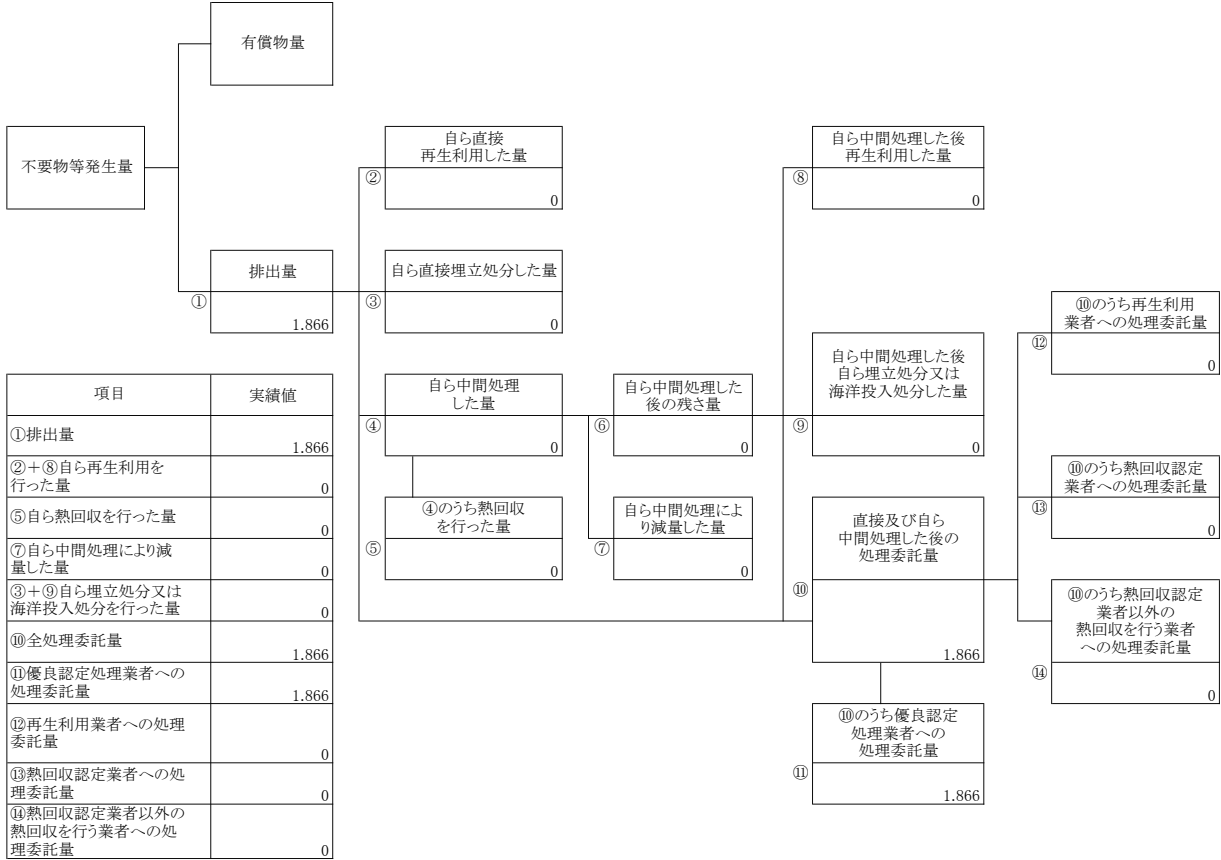 有償物量
不要物等発生量
排出量
①
1.866
自ら直接
再生利用した量
②
0
自ら直接埋立処分した量
③
0
自ら中間処理
した量
④
0
④のうち熱回収
を行った量
⑤
0
自ら中間処理した
後の残さ量
⑥
0
自ら中間処理によ
り減量した量
⑦
0
自ら中間処理した後
再生利用した量
⑧
0
自ら中間処理した後
自ら埋立処分又は
海洋投入処分した量
⑨
0
直接及び自ら
中間処理した後の
処理委託量
⑩
1.866
⑩のうち優良認定
処理業者への
処理委託量
⑪
1.866
⑩のうち再生利用
業者への処理委託量
⑫
0
⑩のうち熱回収認定
業者への処理委託量
⑬
0
⑩のうち熱回収認定
業者以外の
熱回収を行う業者
への処理委託量
⑭
0
項目 実績値
①排出量
1.866
②+⑧自ら再生利用を
行った量
0
⑤自ら熱回収を行った量
0
⑦自ら中間処理により減
量した量
0
③+⑨自ら埋立処分又は
海洋投入処分を行った量
0
⑩全処理委託量
1.866
⑪優良認定処理業者への
処理委託量
1.866
⑫再生利用業者への処理
委託量
0
⑬熱回収認定業者への処
理委託量
0
⑭熱回収認定業者以外の
熱回収を行う業者への処
理委託量
0